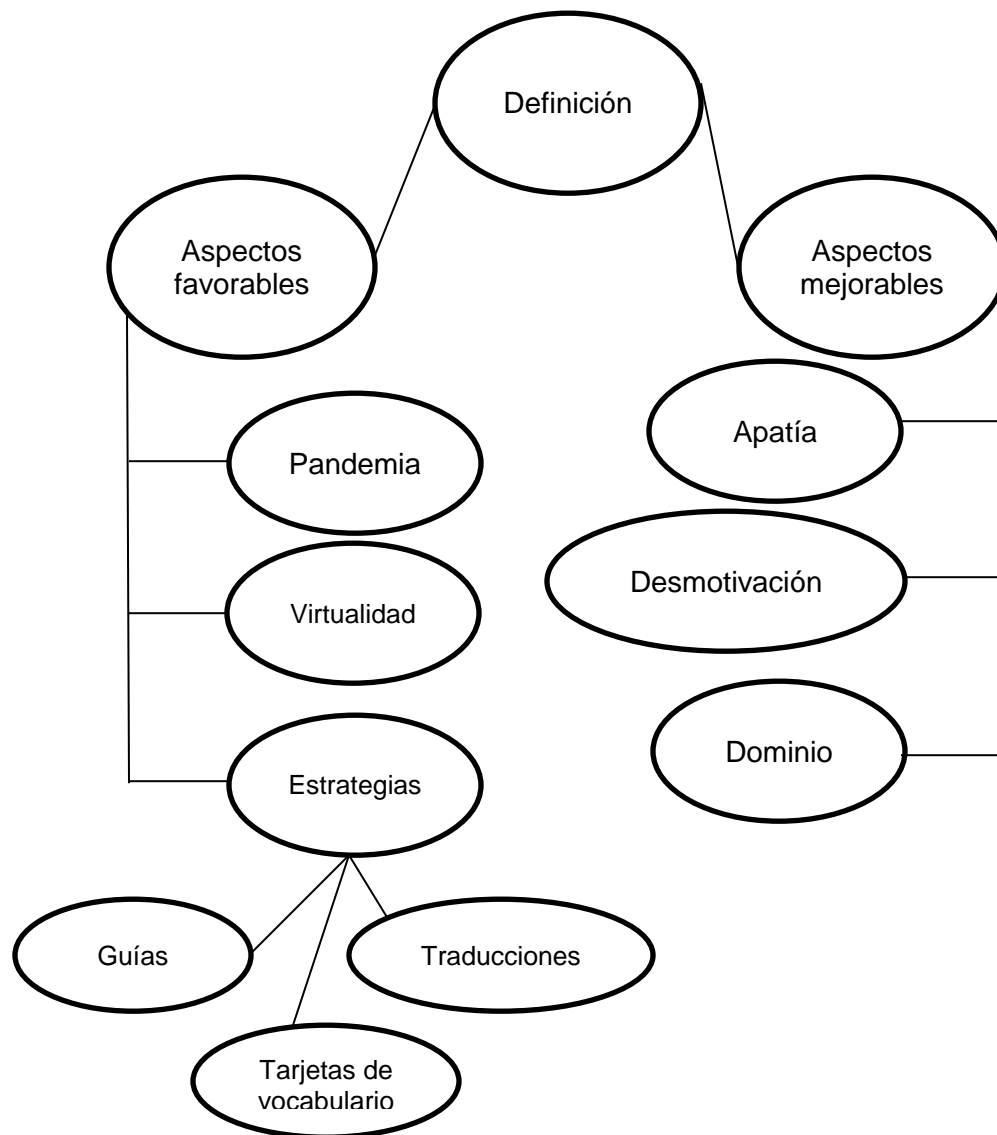 Definición
Aspectos
favorables
Aspectos
mejorables
Pandemia
Apatía
Virtualidad
Desmotivación
Estrategias
Dominio
Guías
Traducciones
Tarjetas de
vocabulario